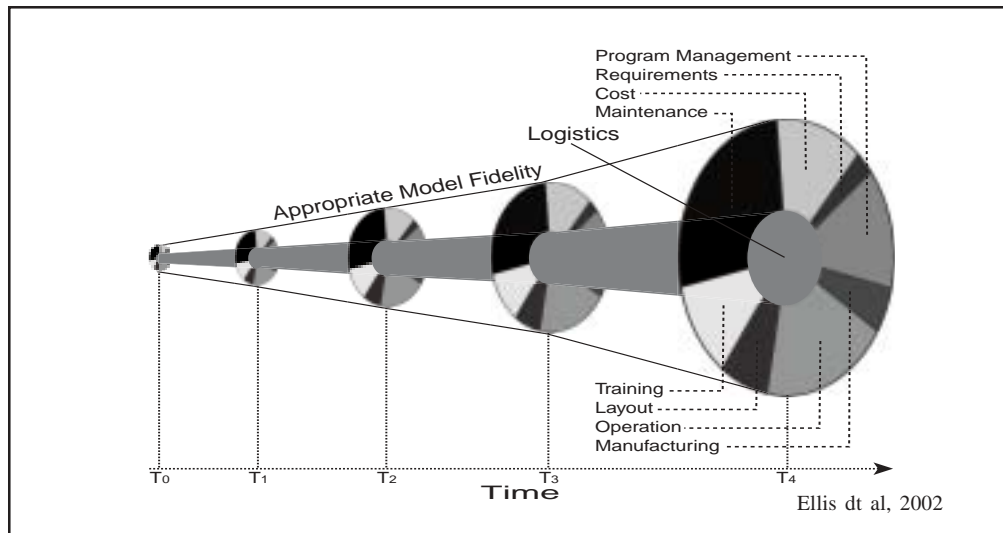 Program Management
Requirements
Cost
Maintenance
Logistics
Appropriate Model Fidelity
Training
Layout
Operation
Manufacturing
T0 T1 T2 T3 T4
Time
Ellis dt al, 2002